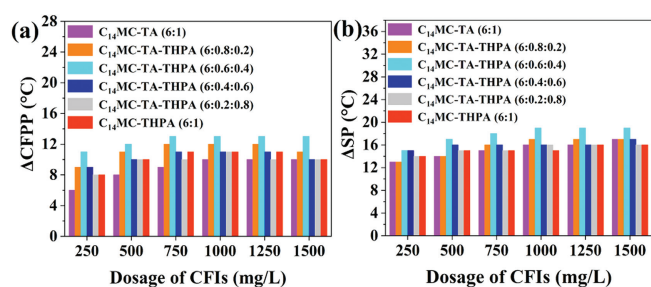 (a)
C₁₄MC-TA (6:1)
C₁₄MC-TA-THPA (6:0.8:0.2)
C₁₄MC-TA-THPA (6:0.6:0.4)
C₁₄MC-TA-THPA (6:0.4:0.6)
C₁₄MC-TA-THPA (6:0.2:0.8)
C₁₄MC-THPA (6:1)
ΔCFPP (°C)
28
24
20
16
12
8
4
0
250 500 750 1000 1250 1500
Dosage of CFIs (mg/L)
(b)
C₁₄MC-TA (6:1)
C₁₄MC-TA-THPA (6:0.8:0.2)
C₁₄MC-TA-THPA (6:0.6:0.4)
C₁₄MC-TA-THPA (6:0.4:0.6)
C₁₄MC-TA-THPA (6:0.2:0.8)
C₁₄MC-THPA (6:1)
ΔSP (°C)
36
32
28
24
20
16
12
8
4
0
250 500 750 1000 1250 1500
Dosage of CFIs (mg/L)